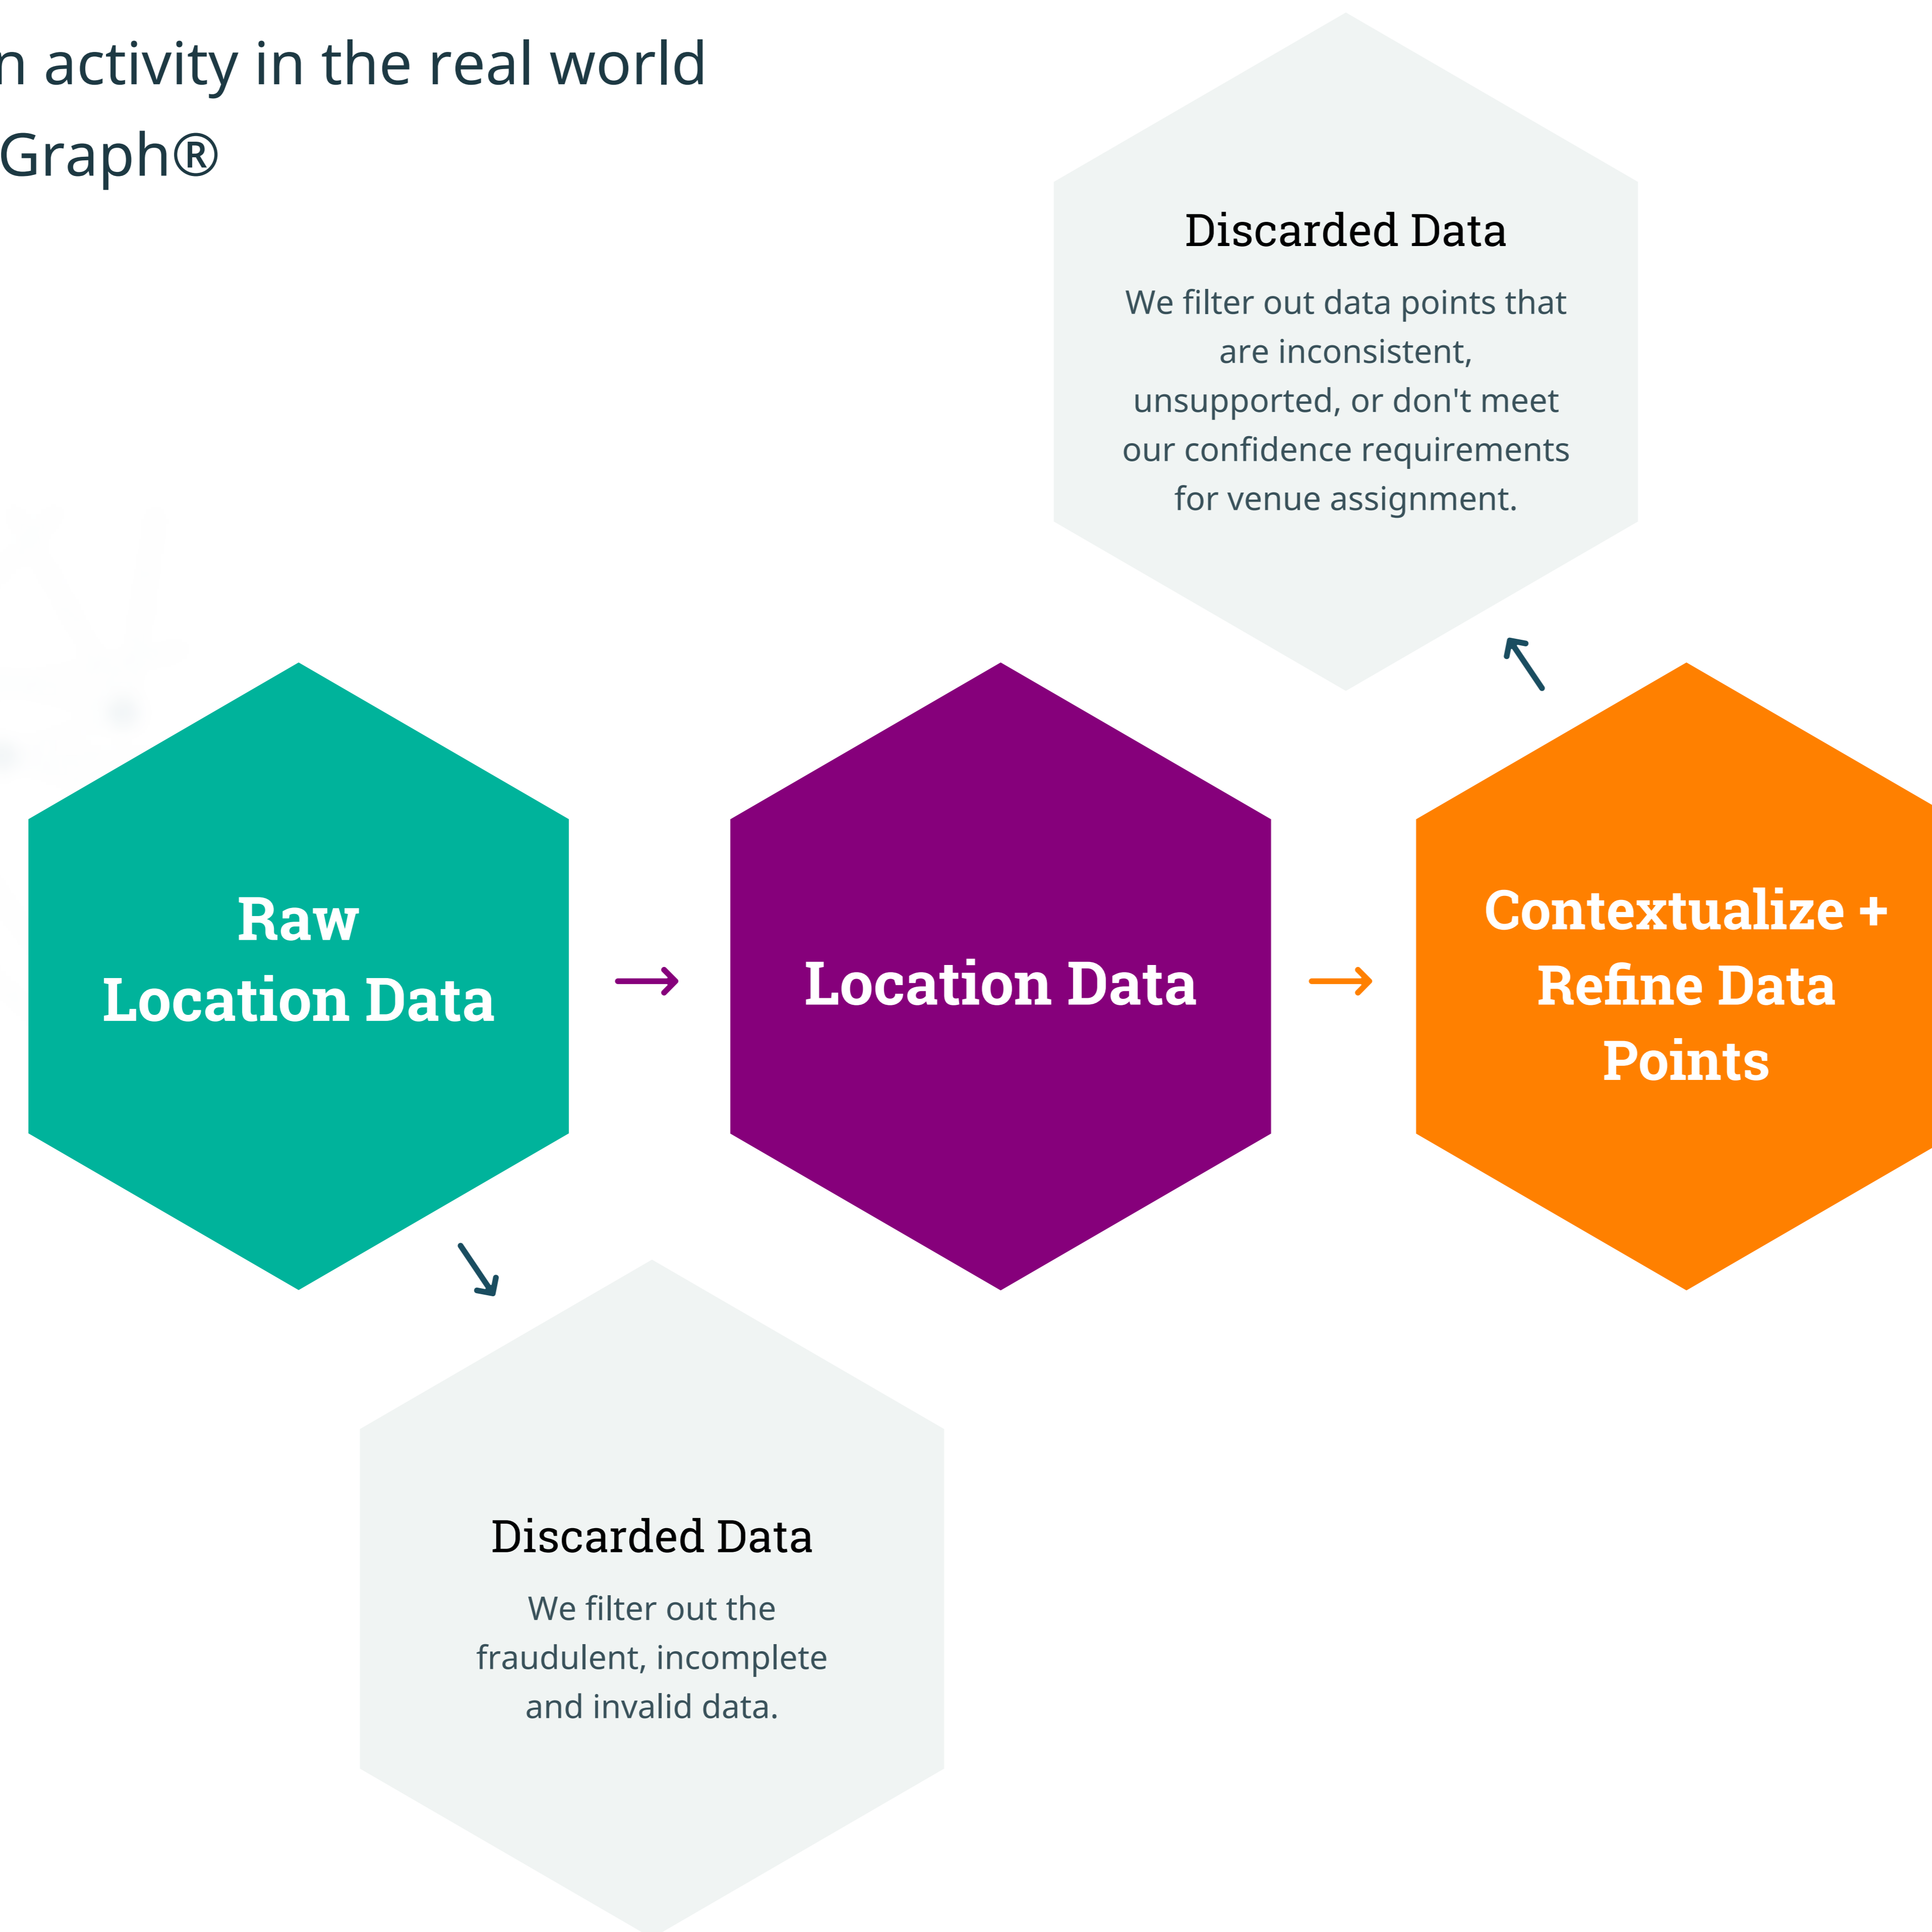 n activity in the real world
Graph®
Discarded Data
We filter out data points that
are inconsistent,
unsupported, or don't meet
our confidence requirements
for venue assignment.
Raw
Location Data
Location Data
Contextualize +
Refine Data
Points
Discarded Data
We filter out the
fraudulent, incomplete
and invalid data.